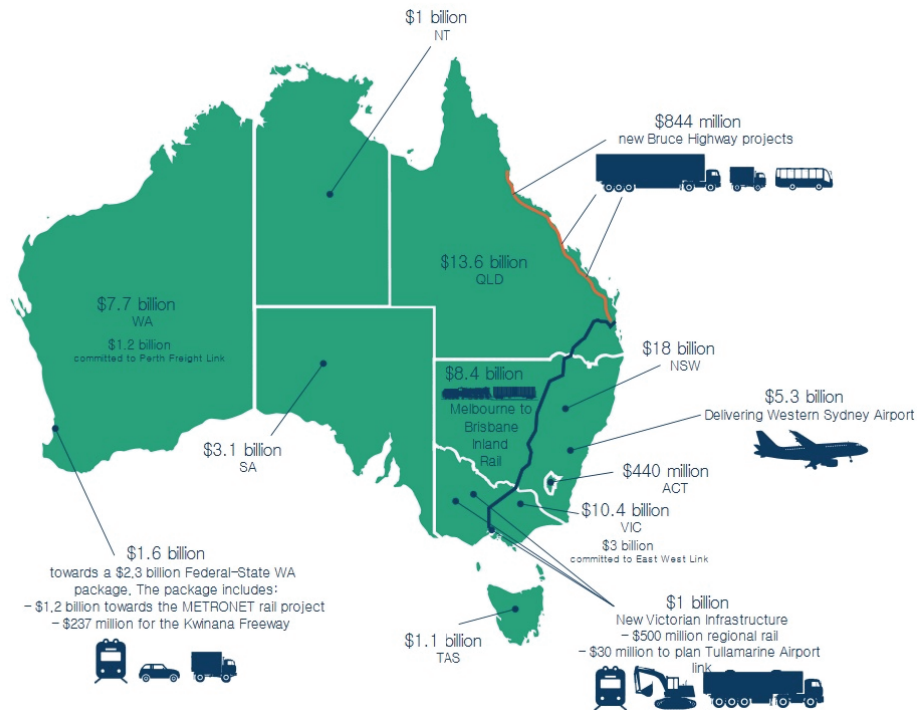 $1 billion
NT
$844 million
new Bruce Highway projects
$13.6 billion
QLD
$7.7 billion
WA
$1.2 billion
committed to Perth Freight Link
$18 billion
NSW
$8.4 billion
Melbourne to
Brisbane
Inland
Rail
$5.3 billion
Delivering Western Sydney Airport
$3.1 billion
SA
$440 million
ACT
$10.4 billion
VIC
$3 billion
committed to East West Link
$1.6 billion
towards a $2,3 billion Federal-State WA
package. The package includes:
- $1,2 billion towards the METRONET rail project
- $237 million for the Kwinana Freeway
$1 billion
New Victorian Infrastructure
- $500 million regional rail
- $30 million to plan Tullamarine Airport
link
$1.1 billion
TAS